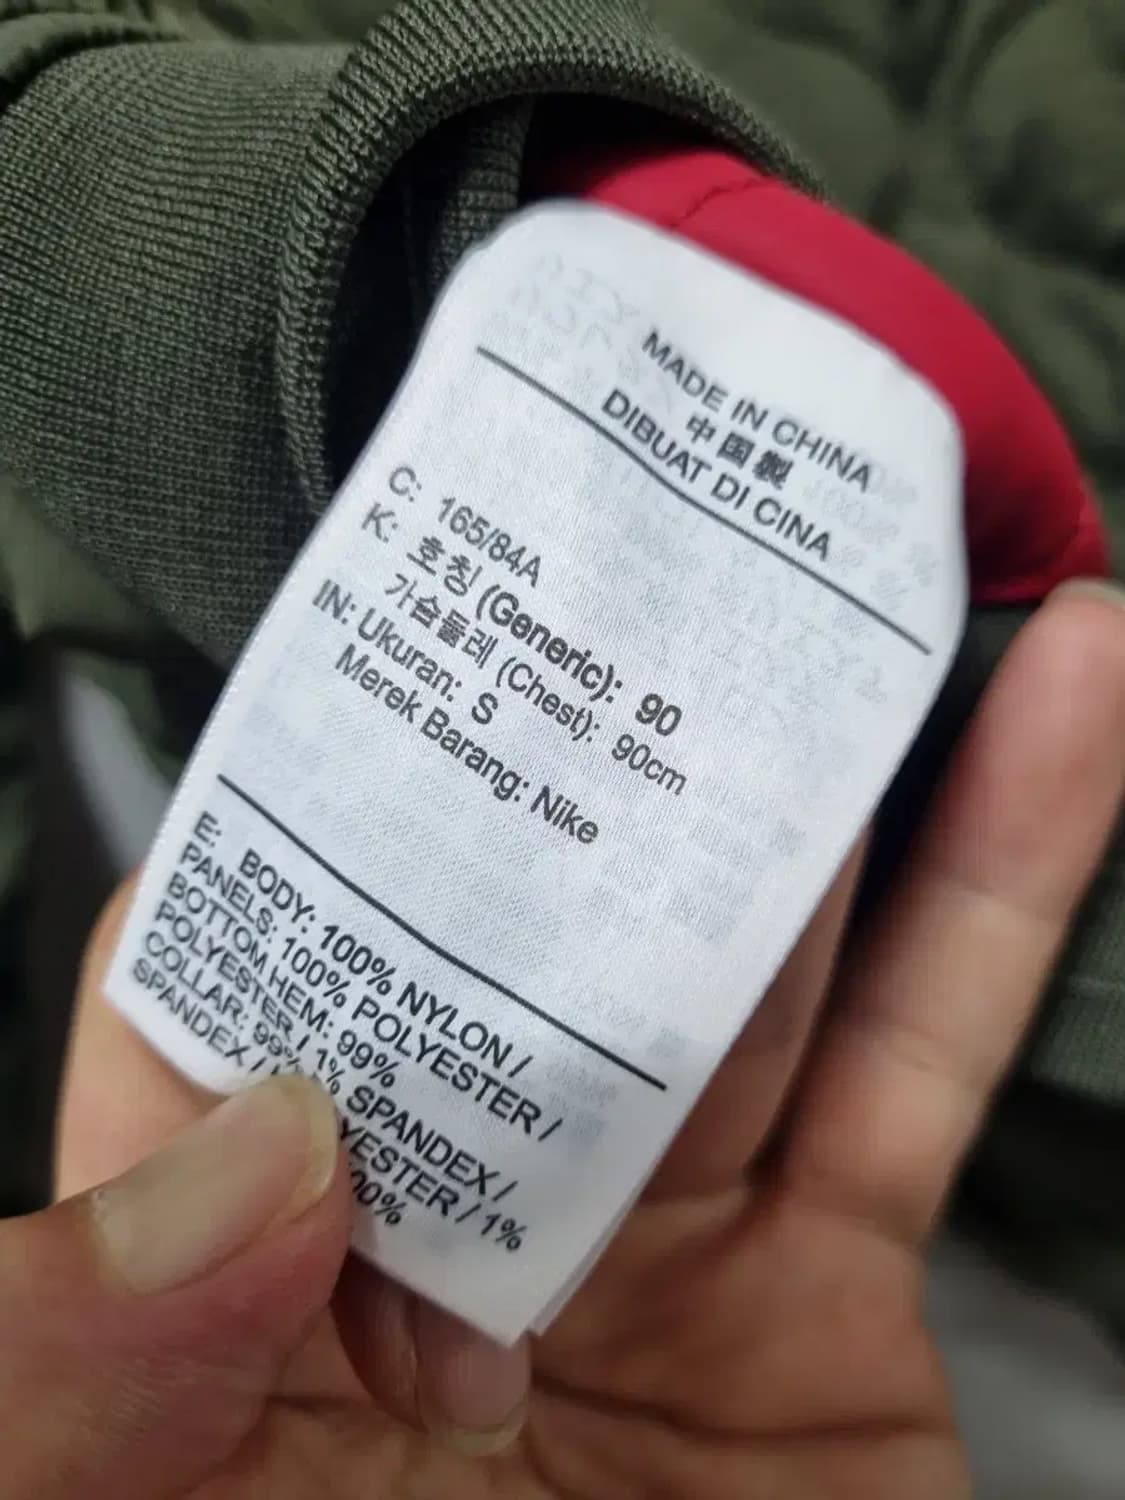 MADE IN CHINA
中国製
DIBUAT DI CINA
C: 165/84A
K: 호칭 (Generic): 90
가슴둘레 (Chest): 90cm
IN: Ukuran: S
Merek Barang: Nike
E: BODY: 100% NYLON /
PANELS: 100% POLYESTER /
BOTTOM HEM: 99%
POLYESTER / 1% SPANDEX /
COLLAR: 99% YESTER / 1%
SPANDEX / 00%